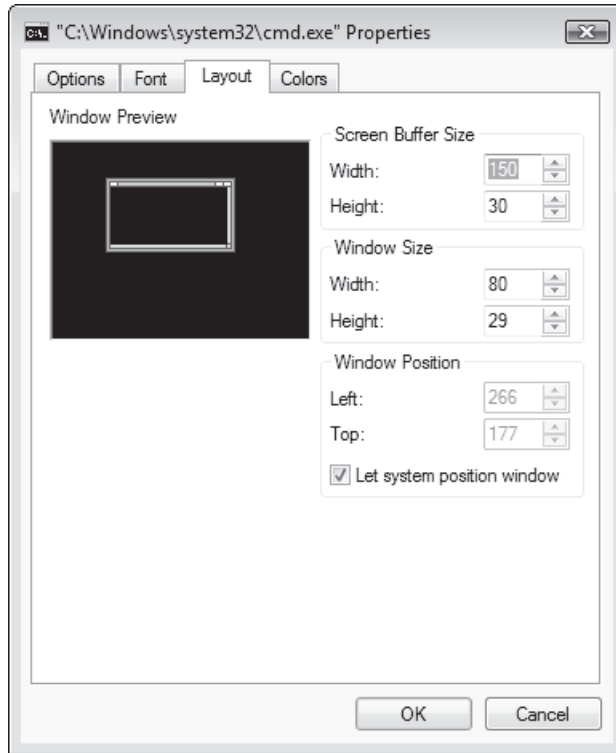 "C:\Windows\system32\cmd.exe" Properties
Options Font Layout Colors
Window Preview
Screen Buffer Size
Width: 150
Height: 30
Window Size
Width: 80
Height: 29
Window Position
Left: 266
Top: 177
Let system position window
OK Cancel